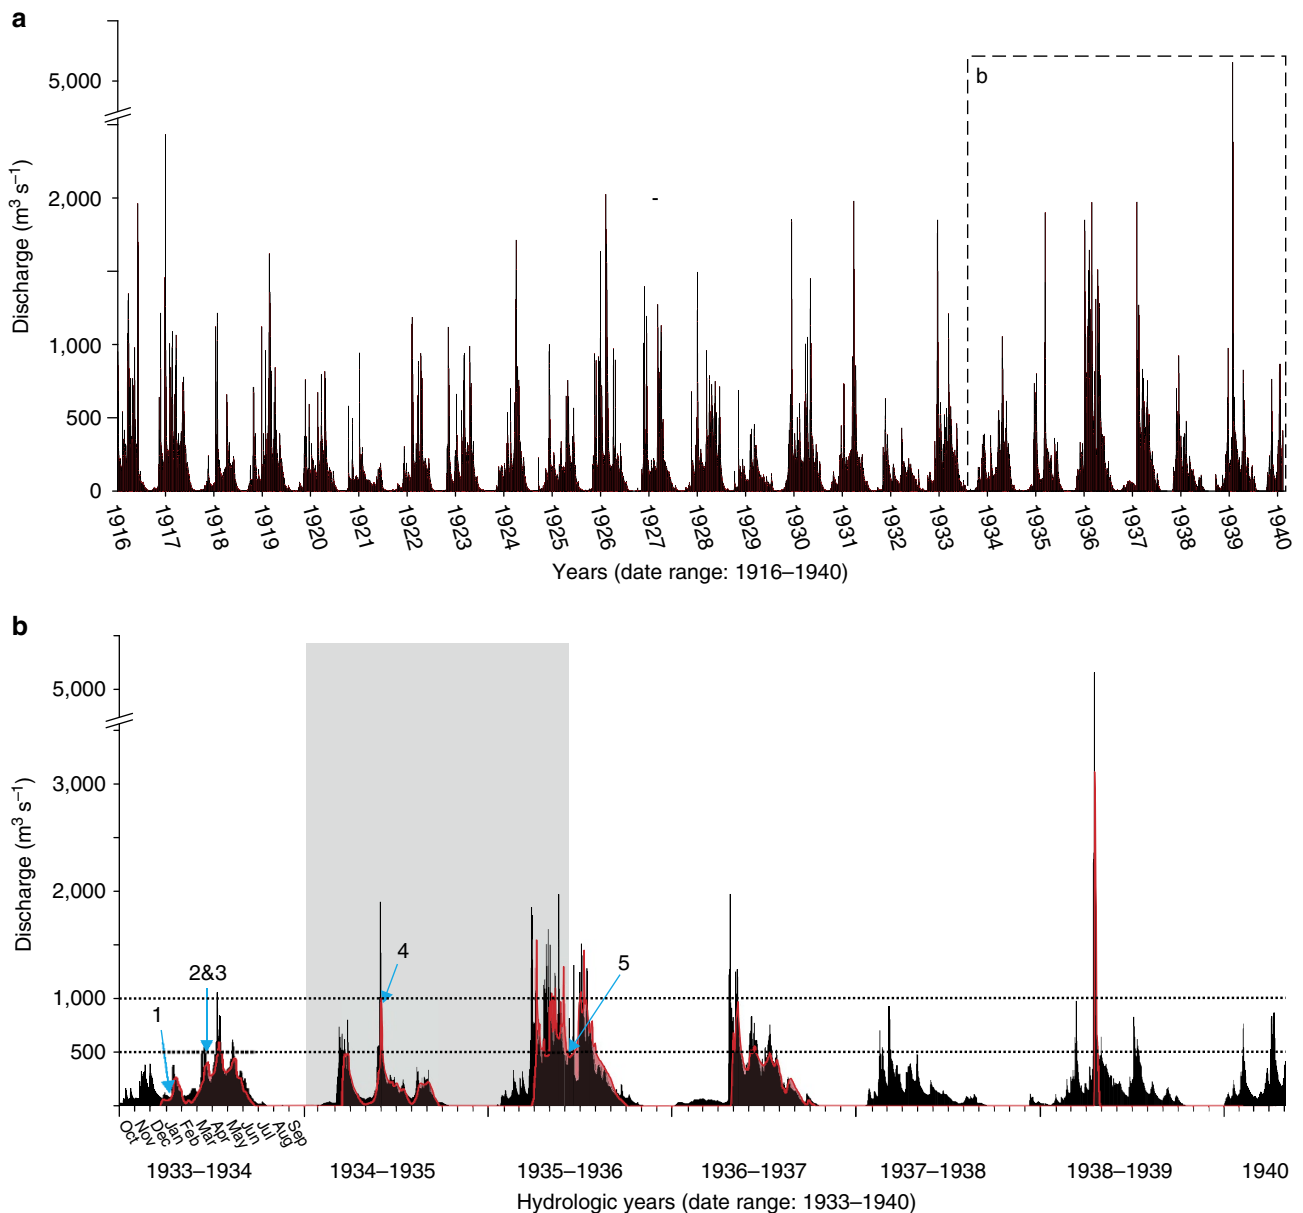 a
5,000
b
2,000
-
1,000
500
0
Discharge (m³ s⁻¹)
1916 1917 1918 1919 1920 1921 1922 1923 1924 1925 1926 1927 1928 1929 1930 1931 1932 1933 1934 1935 1936 1937 1938 1939 1940
Years (date range: 1916–1940)
b
5,000
3,000
2,000
1,000
500
Discharge (m³ s⁻¹)
1
2&3
4
5
Oct Nov Dec Jan Feb Mar Apr May Jun Jul Aug Sep
1933–1934 1934–1935 1935–1936 1936–1937 1937–1938 1938–1939 1940
Hydrologic years (date range: 1933–1940)